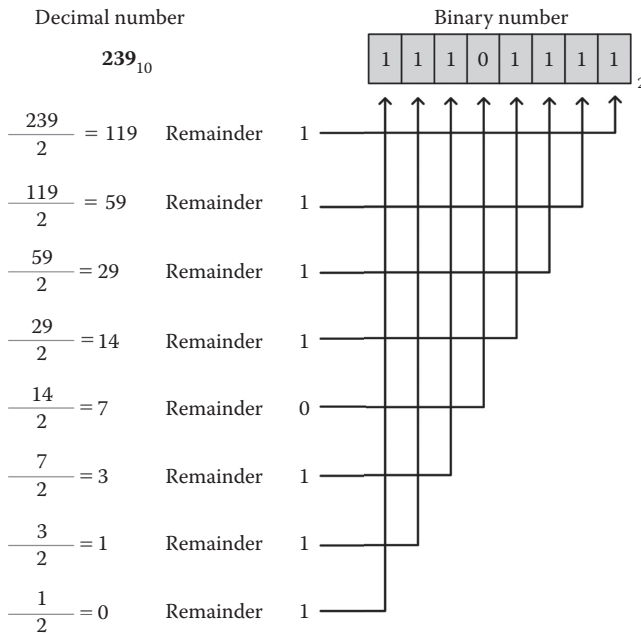 Decimal number Binary number
239₁₀ 1 1 1 0 1 1 1 1 ₂
239/2 = 119 Remainder 1
119/2 = 59 Remainder 1
59/2 = 29 Remainder 1
29/2 = 14 Remainder 1
14/2 = 7 Remainder 0
7/2 = 3 Remainder 1
3/2 = 1 Remainder 1
1/2 = 0 Remainder 1